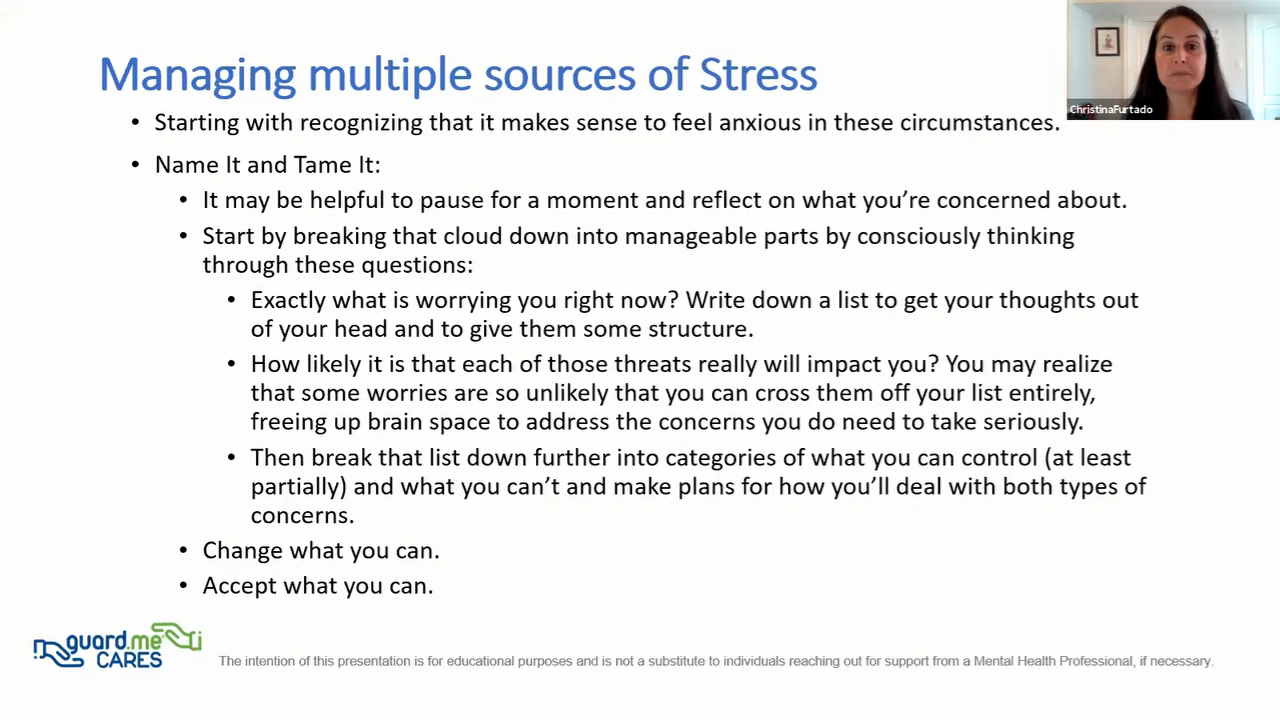 Managing multiple sources of Stress
ChristinaFurtado
• Starting with recognizing that it makes sense to feel anxious in these circumstances.
• Name It and Tame It:
• It may be helpful to pause for a moment and reflect on what you’re concerned about.
• Start by breaking that cloud down into manageable parts by consciously thinking
through these questions:
• Exactly what is worrying you right now? Write down a list to get your thoughts out
of your head and to give them some structure.
• How likely it is that each of those threats really will impact you? You may realize
that some worries are so unlikely that you can cross them off your list entirely,
freeing up brain space to address the concerns you do need to take seriously.
• Then break that list down further into categories of what you can control (at least
partially) and what you can’t and make plans for how you’ll deal with both types of
concerns.
• Change what you can.
• Accept what you can.
guard.me
CARES
The intention of this presentation is for educational purposes and is not a substitute to individuals reaching out for support from a Mental Health Professional, if necessary.